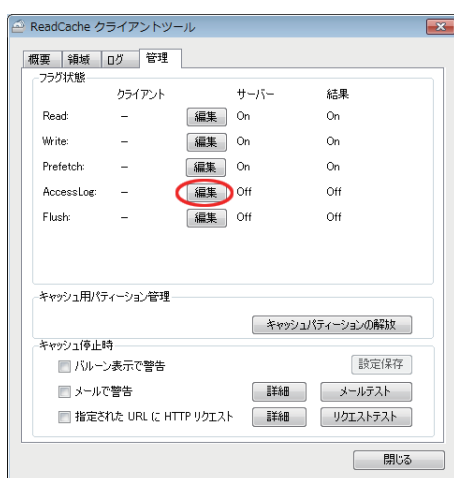 ReadCache クライアントツール
概要 領域 ログ 管理
フラグ状態
クライアント サーバー 結果
Read: – 編集 On On
Write: – 編集 On On
Prefetch: – 編集 On On
AccessLog: – 編集 Off Off
Flush: – 編集 Off Off
キャッシュ用パティーション管理
キャッシュパティーションの解放
キャッシュ停止時
バルーン表示で警告 設定保存
メールで警告 詳細 メールテスト
指定された URL に HTTP リクエスト 詳細 リクエストテスト
閉じる